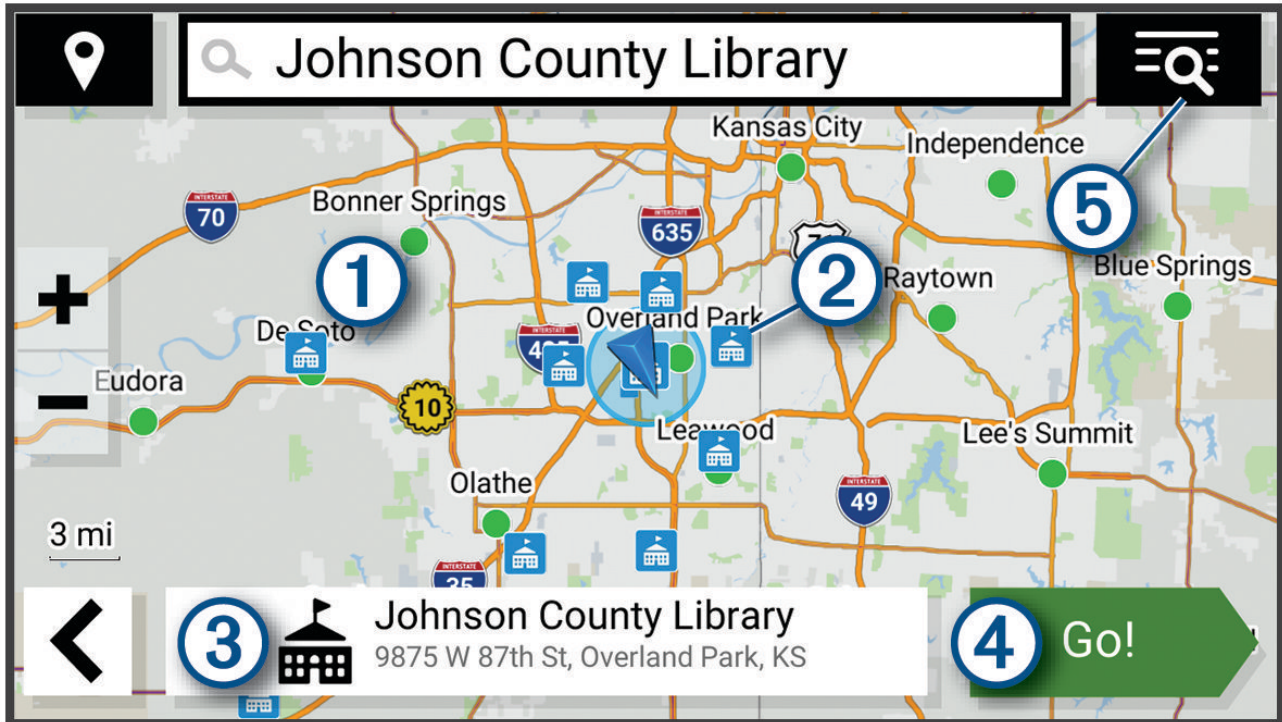 Johnson County Library
Kansas City
Independence
5
INTERSTATE
70
Bonner Springs
INTERSTATE
635
7
1
2
Raytown
Blue Springs
+
Overland Park
De Soto
INTERSTATE
Eudora
−
10
Leawood
Lee's Summit
Olathe
INTERSTATE
49
3 mi
INTERSTATE
35
3
Johnson County Library
9875 W 87th St, Overland Park, KS
4
Go!